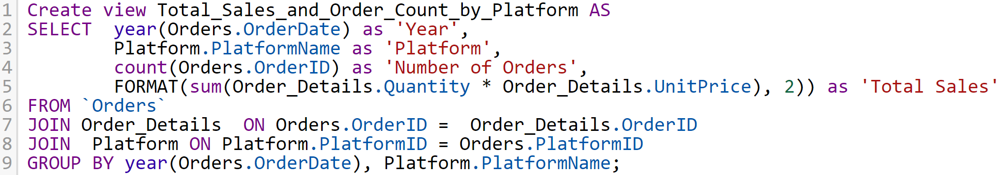 1 Create view Total_Sales_and_Order_Count_by_Platform AS
2 SELECT  year(Orders.OrderDate) as 'Year',
3         Platform.PlatformName as 'Platform',
4         count(Orders.OrderID) as 'Number of Orders',
5         FORMAT(sum(Order_Details.Quantity * Order_Details.UnitPrice), 2)) as 'Total Sales'
6 FROM `Orders`
7 JOIN Order_Details  ON Orders.OrderID =  Order_Details.OrderID
8 JOIN  Platform ON Platform.PlatformID = Orders.PlatformID
9 GROUP BY year(Orders.OrderDate), Platform.PlatformName;